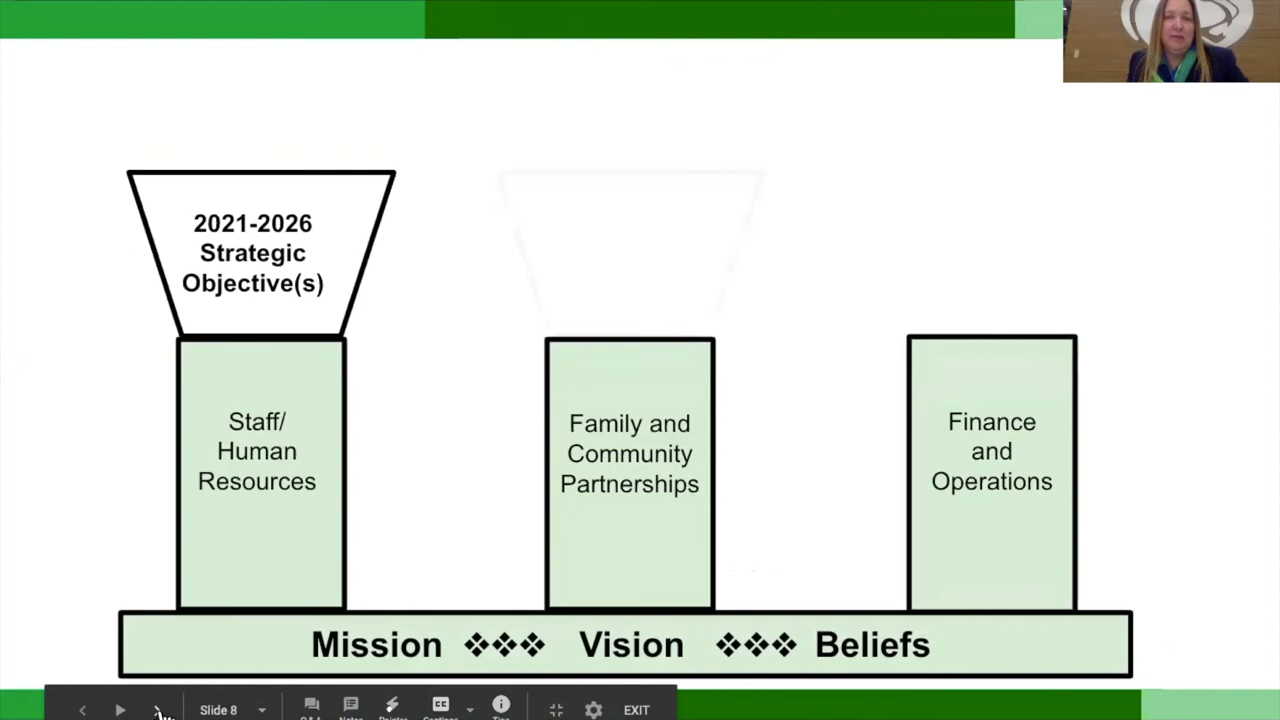 2021-2026
Strategic
Objective(s)
Staff/
Human
Resources
Family and
Community
Partnerships
Finance
and
Operations
Mission ❖❖❖ Vision ❖❖❖ Beliefs
Slide 8
CC
EXIT